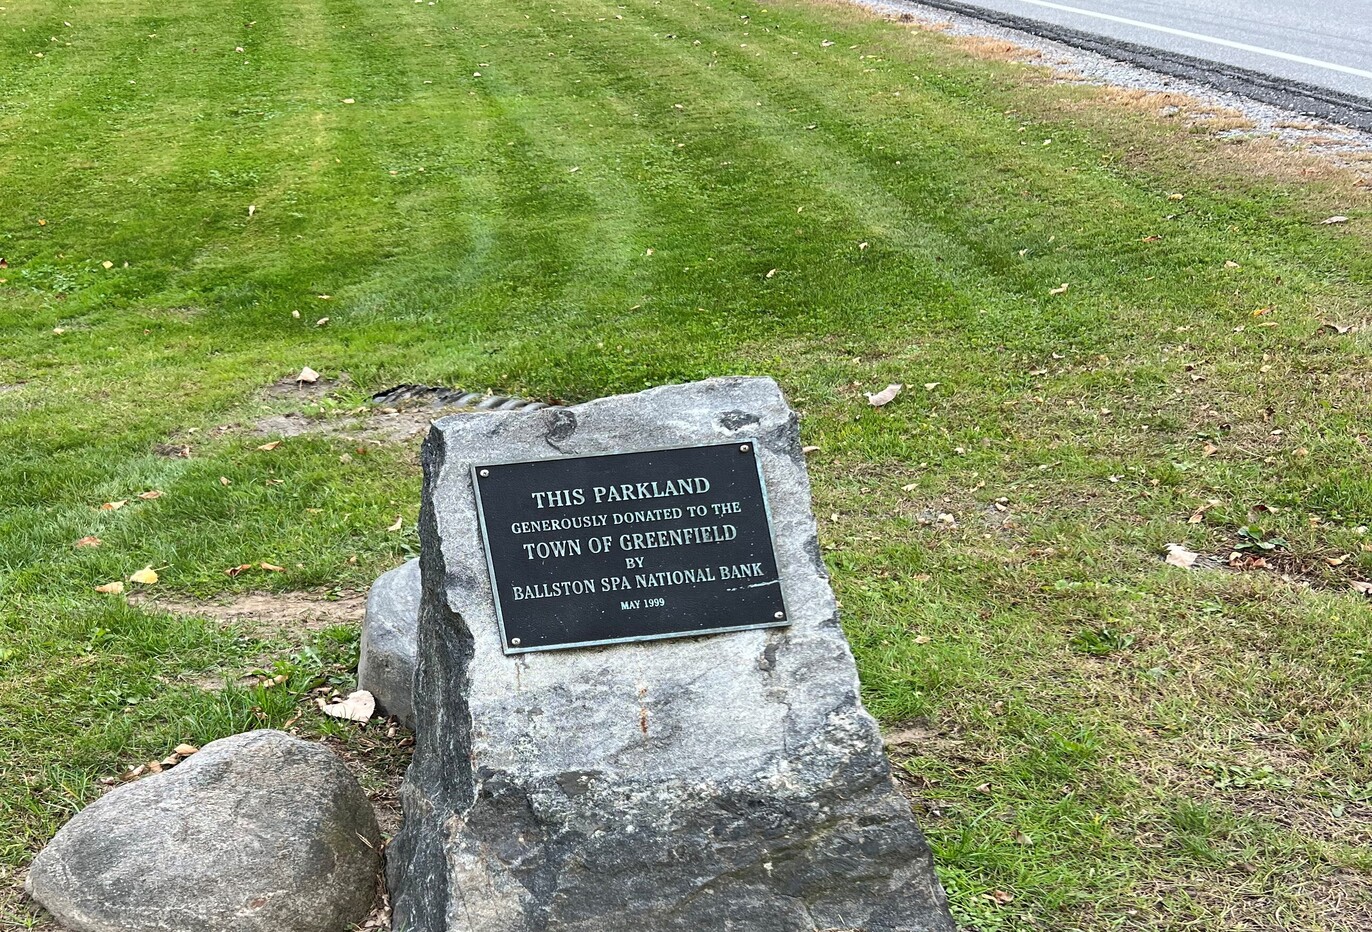 THIS PARKLAND
GENEROUSLY DONATED TO THE
TOWN OF GREENFIELD
BY
BALLSTON SPA NATIONAL BANK
MAY 1999